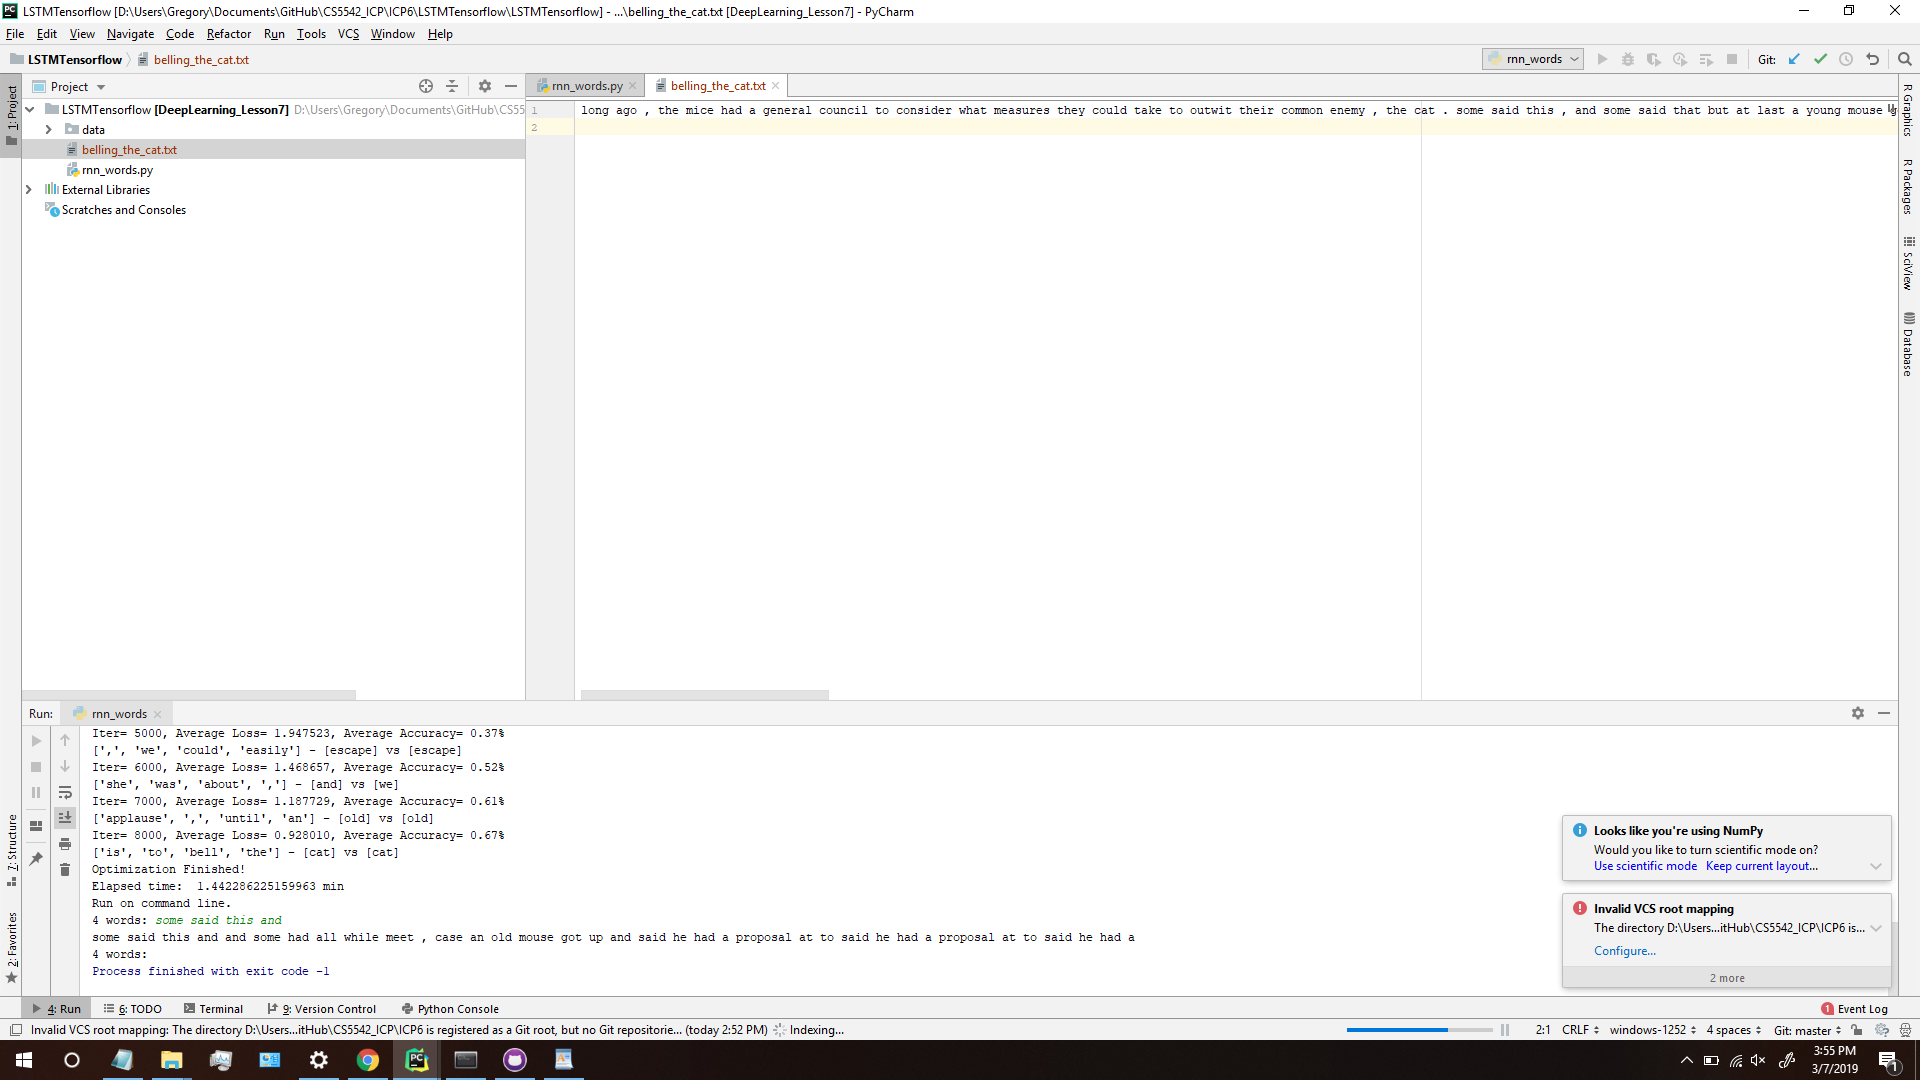 LSTMTensorflow [D:\Users\Gregory\Documents\GitHub\CS5542_ICP\ICP6\LSTMTensorflow\LSTMTensorflow] - ...\belling_the_cat.txt [DeepLearning_Lesson7] - PyCharm
File Edit View Navigate Code Refactor Run Tools VCS Window Help
LSTMTensorflow belling_the_cat.txt rnn_words Git:
Project rnn_words.py belling_the_cat.txt
LSTMTensorflow [DeepLearning_Lesson7] D:\Users\Gregory\Documents\GitHub\CS55
data
belling_the_cat.txt
rnn_words.py
External Libraries
Scratches and Consoles
1
2
long ago , the mice had a general council to consider what measures they could take to outwit their common enemy , the cat . some said this , and some said that but at last a young mouse
1: Project
7: Structure
2: Favorites
R Graphics
R Packages
SciView
Database
Run: rnn_words
Iter= 5000, Average Loss= 1.947523, Average Accuracy= 0.37%
[',', 'we', 'could', 'easily'] - [escape] vs [escape]
Iter= 6000, Average Loss= 1.468657, Average Accuracy= 0.52%
['she', 'was', 'about', ','] - [and] vs [we]
Iter= 7000, Average Loss= 1.187729, Average Accuracy= 0.61%
['applause', ',', 'until', 'an'] - [old] vs [old]
Iter= 8000, Average Loss= 0.928010, Average Accuracy= 0.67%
['is', 'to', 'bell', 'the'] - [cat] vs [cat]
Optimization Finished!
Elapsed time:  1.442286225159963 min
Run on command line.
4 words: some said this and
some said this and and some had all while meet , case an old mouse got up and said he had a proposal at to said he had a proposal at to said he had a
4 words:
Process finished with exit code -1
Looks like you're using NumPy
Would you like to turn scientific mode on?
Use scientific mode Keep current layout...
Invalid VCS root mapping
The directory D:\Users...itHub\CS5542_ICP\ICP6 is...
Configure...
2 more
4: Run 6: TODO Terminal 9: Version Control Python Console 1 Event Log
Invalid VCS root mapping: The directory D:\Users...itHub\CS5542_ICP\ICP6 is registered as a Git root, but no Git repositorie... (today 2:52 PM) Indexing... 2:1 CRLF windows-1252 4 spaces Git: master
3:55 PM
3/7/2019
1